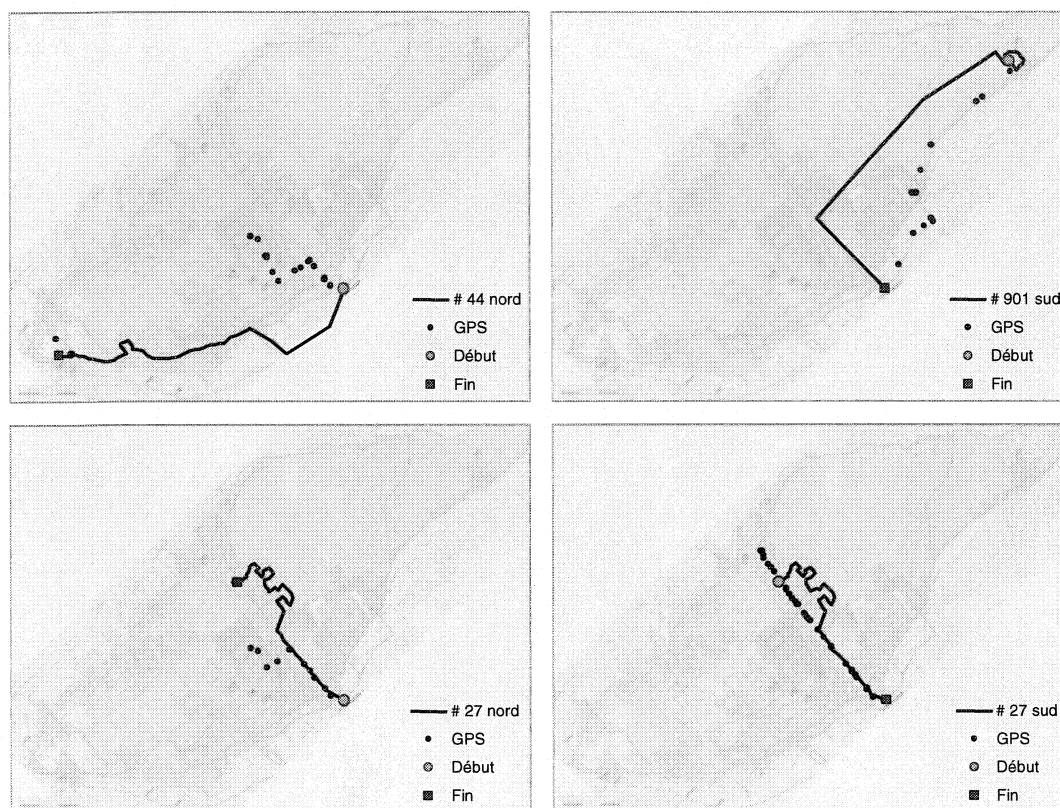 # 44 nord
GPS
Début
Fin
# 901 sud
GPS
Début
Fin
# 27 nord
GPS
Début
Fin
# 27 sud
GPS
Début
Fin